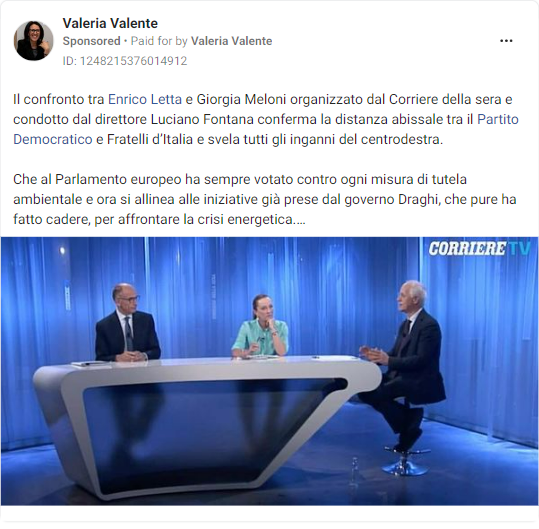 Valeria Valente
Sponsored • Paid for by Valeria Valente
ID: 1248215376014912
Il confronto tra Enrico Letta e Giorgia Meloni organizzato dal Corriere della sera e
condotto dal direttore Luciano Fontana conferma la distanza abissale tra il Partito
Democratico e Fratelli d'Italia e svela tutti gli inganni del centrodestra.
Che al Parlamento europeo ha sempre votato contro ogni misura di tutela
ambientale e ora si allinea alle iniziative già prese dal governo Draghi, che pure ha
fatto cadere, per affrontare la crisi energetica.…
CORRIERE TV